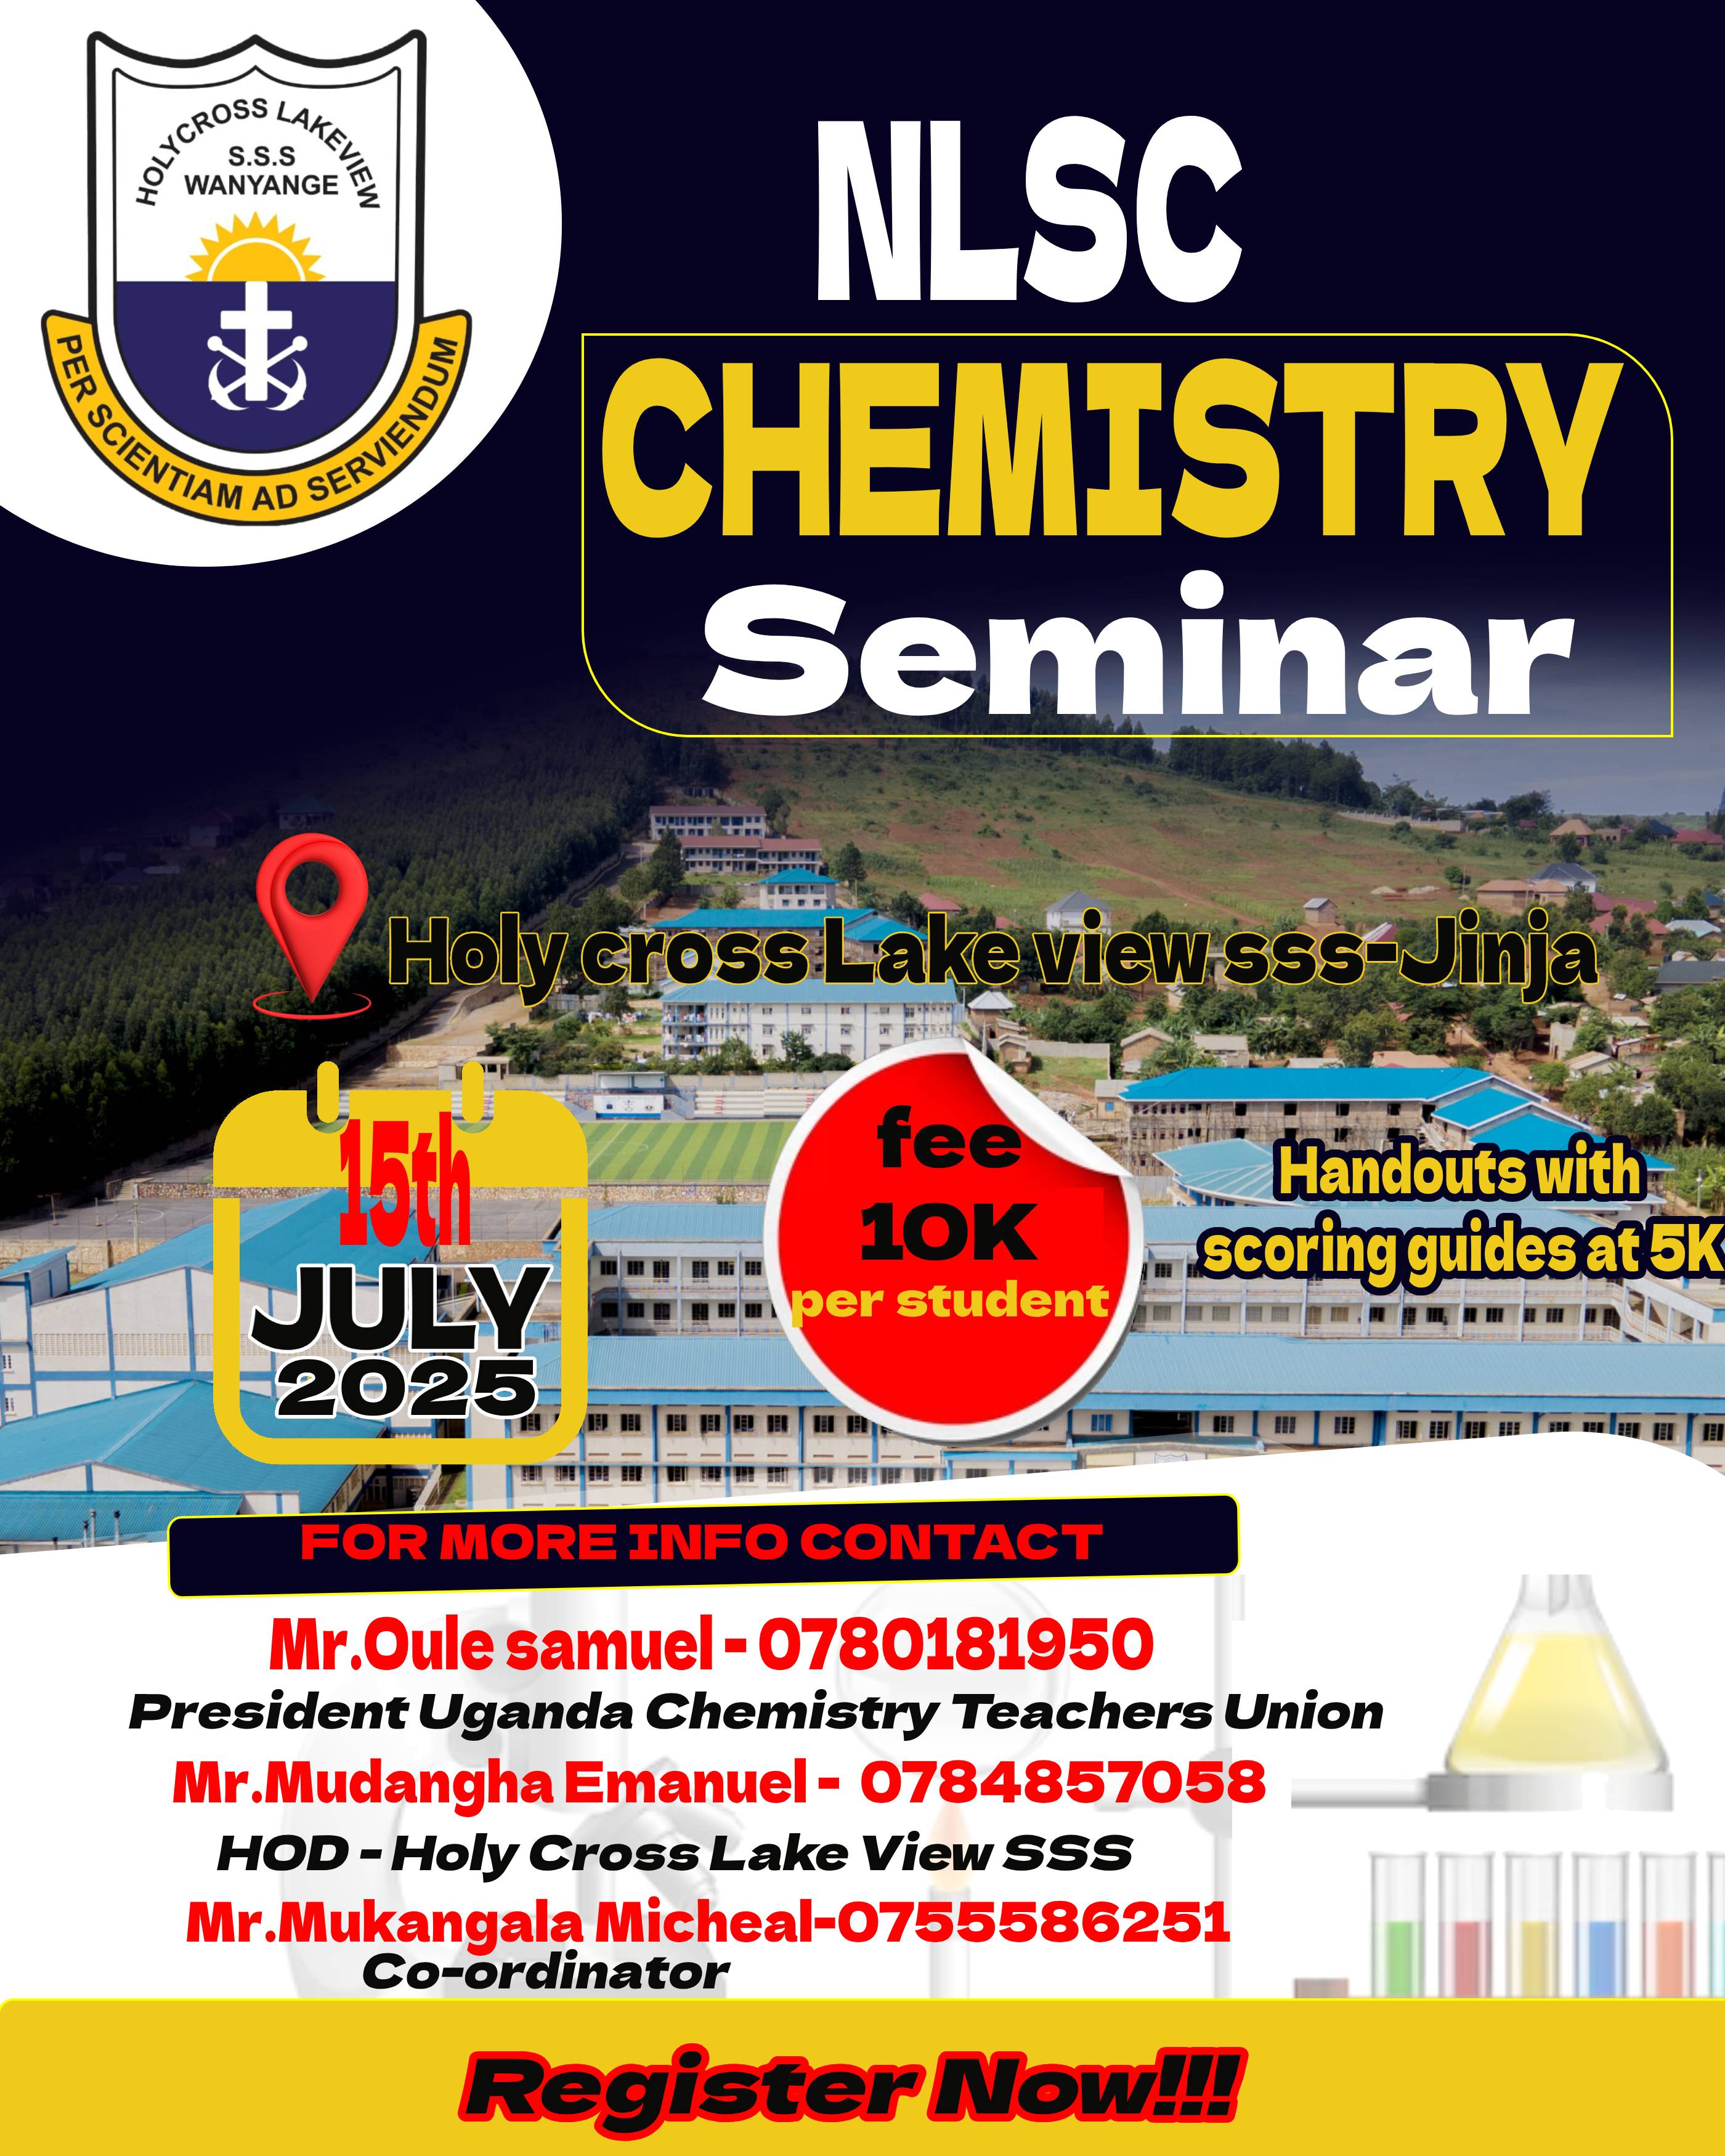 HOLYCROSS LAKEVIEW
S.S.S
WANYANGE
PER SCIENTIAM AD SERVIENDUM
NLSC
CHEMISTRY
Seminar
Holy cross Lake view sss-Jinja
15th
JULY
2025
fee
10K
per student
Handouts with
scoring guides at 5K
FOR MORE INFO CONTACT
Mr.Oule samuel - 0780181950
President Uganda Chemistry Teachers Union
Mr.Mudangha Emanuel - 0784857058
HOD - Holy Cross Lake View SSS
Mr.Mukangala Micheal-0755586251
Co-ordinator
Register Now!!!